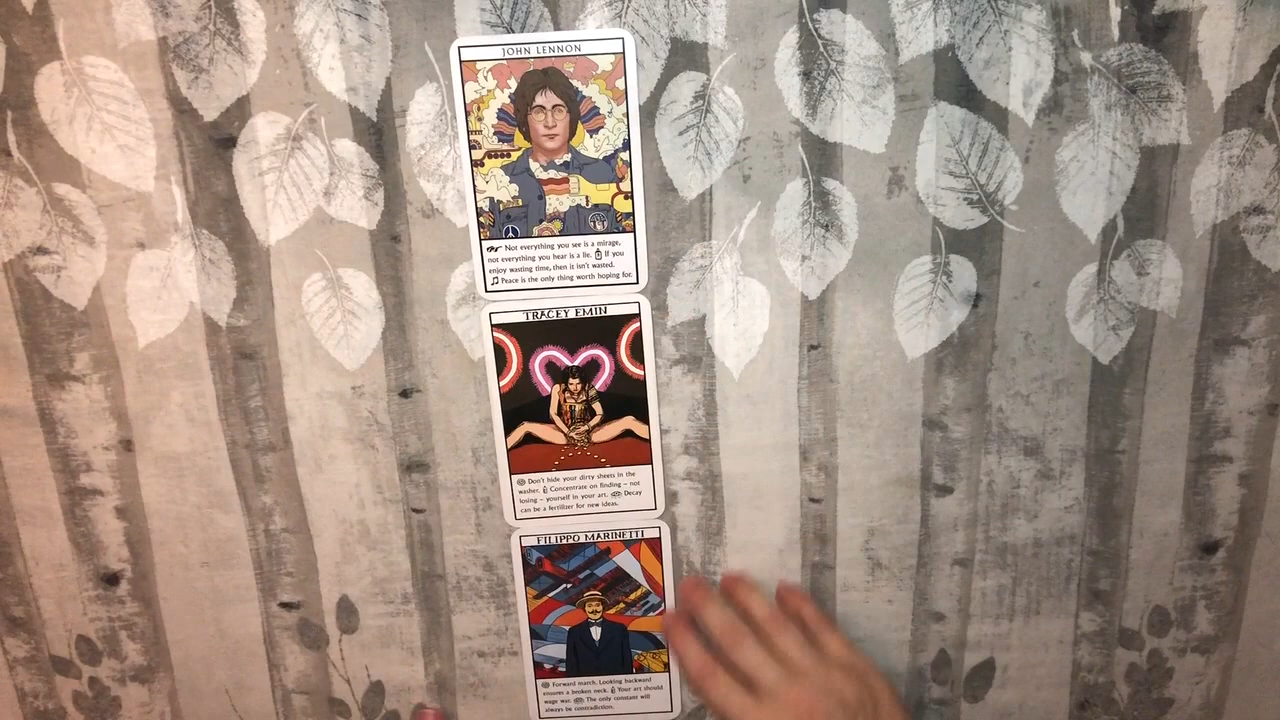 JOHN LENNON
Not everything you see is a mirage,
not everything you hear is a lie. If you
enjoy wasting time, then it isn't wasted.
Peace is the only thing worth hoping for.
TRACEY EMIN
Don't hide your dirty sheets in the
washer. Concentrate on finding – not
losing – yourself in your art. Decay
can be a fertilizer for new ideas.
FILIPPO MARINETTI
Forward march. Looking backward
ensures a broken neck. Your art should
wage war. The only constant will
always be contradiction.